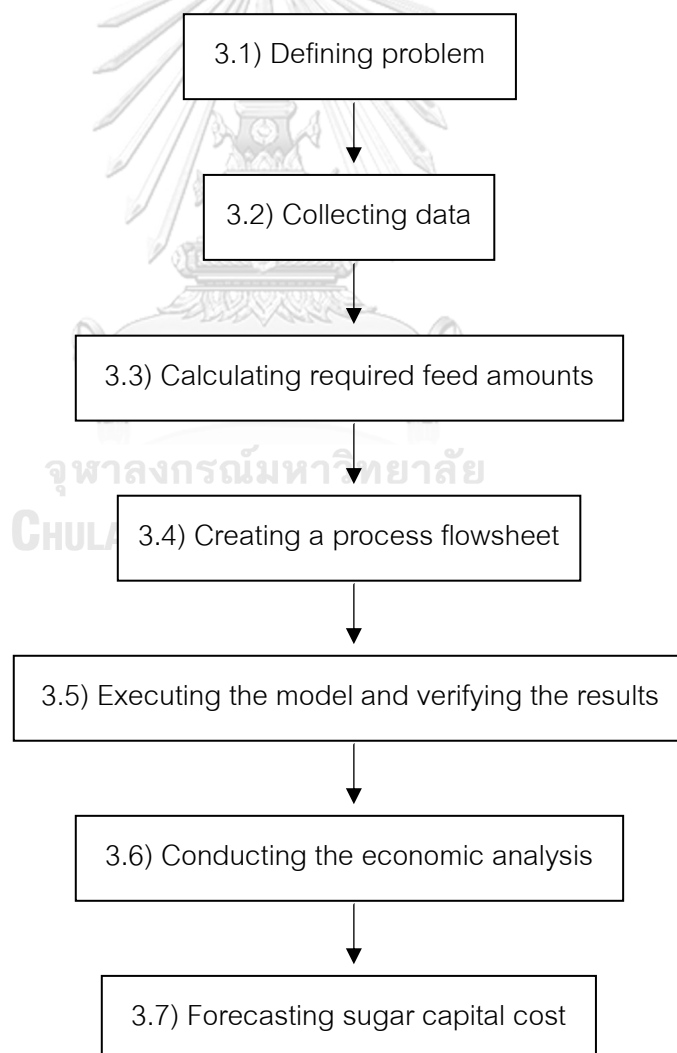 3.1) Defining problem
3.2) Collecting data
3.3) Calculating required feed amounts
จุฬาลงกรณ์มหาวิทยาลัย
3.4) Creating a process flowsheet
3.5) Executing the model and verifying the results
3.6) Conducting the economic analysis
3.7) Forecasting sugar capital cost